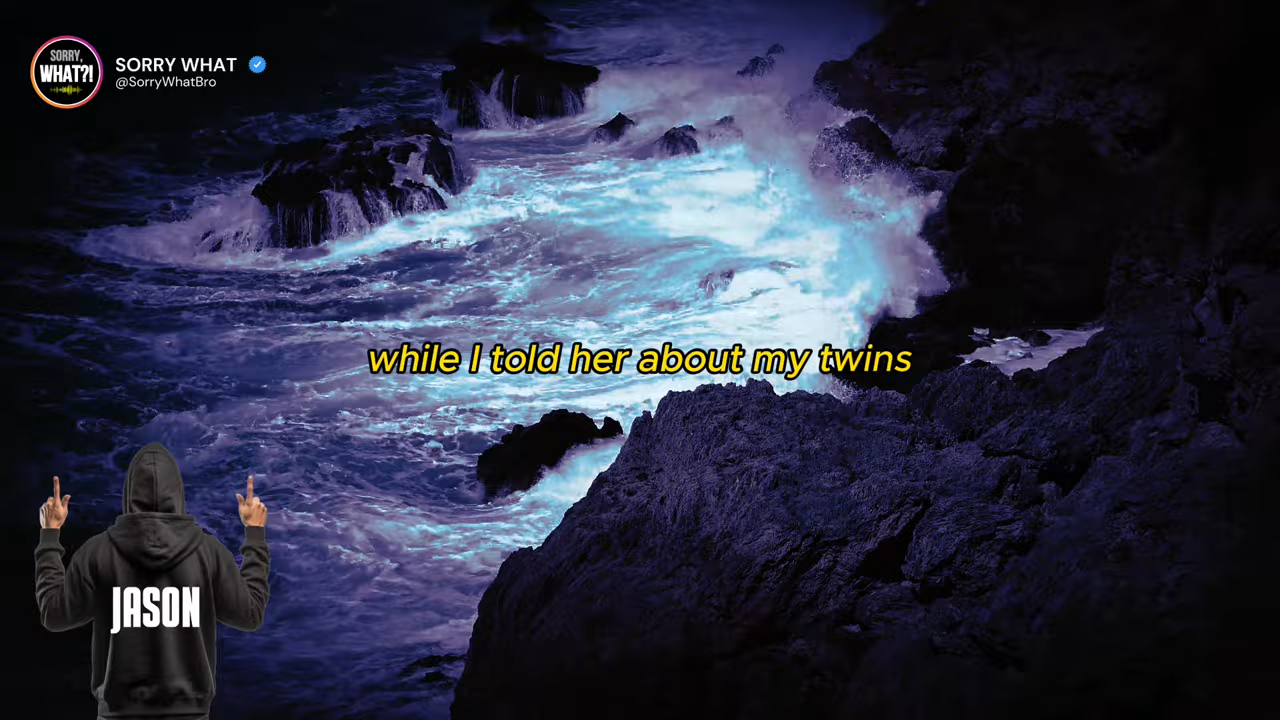 SORRY,
WHAT?!
SORRY WHAT
@SorryWhatBro
while I told her about my twins
JASON